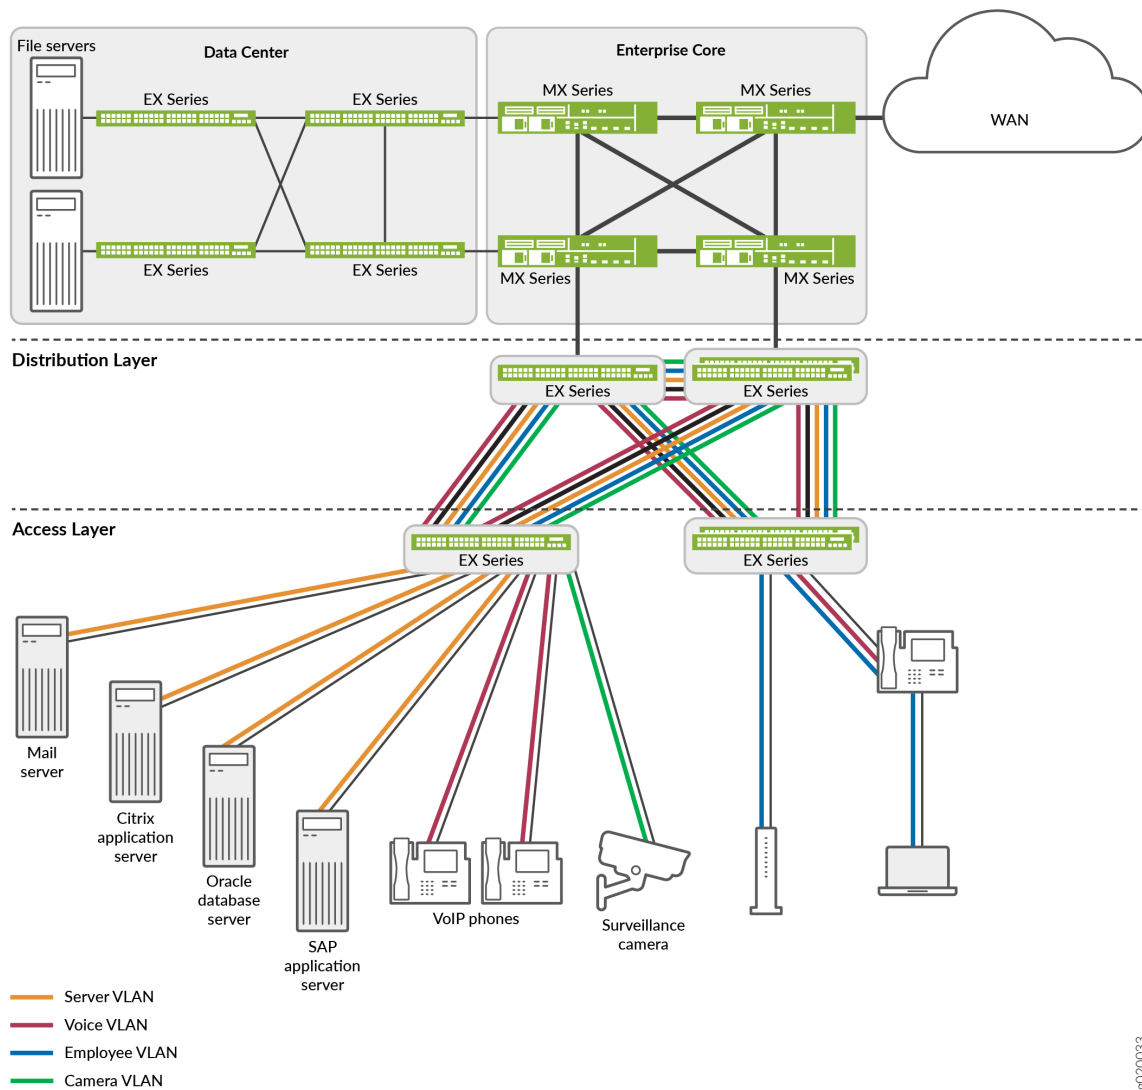 File servers
Data Center
Enterprise Core
EX Series
EX Series
MX Series
MX Series
WAN
EX Series
EX Series
MX Series
MX Series
Distribution Layer
EX Series
EX Series
Access Layer
EX Series
EX Series
Mail
server
Citrix
application
server
Oracle
database
server
SAP
application
server
VoIP phones
Surveillance
camera
Server VLAN
Voice VLAN
Employee VLAN
Camera VLAN
g020033